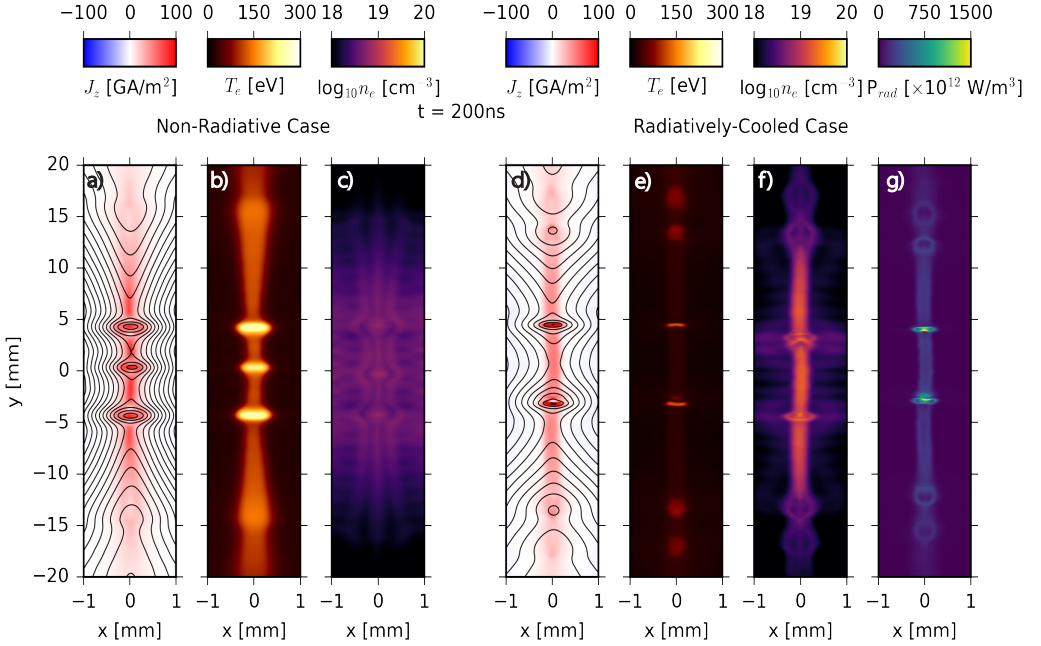 −100 0 100 0 150 300 18 19 20 −100 0 100 0 150 300 18 19 20 0 750 1500
J_z [GA/m²] T_e [eV] log₁₀n_e [cm⁻³] J_z [GA/m²] T_e [eV] log₁₀n_e [cm⁻³] P_rad [×10¹² W/m³]
t = 200ns
Non-Radiative Case Radiatively-Cooled Case
20
a) b) c) d) e) f) g)
15
10
5
0
−5
−10
−15
−20
y [mm]
−1 0 1 −1 0 1 −1 0 1 −1 0 1 −1 0 1 −1 0 1 −1 0 1
x [mm] x [mm] x [mm] x [mm] x [mm] x [mm] x [mm]